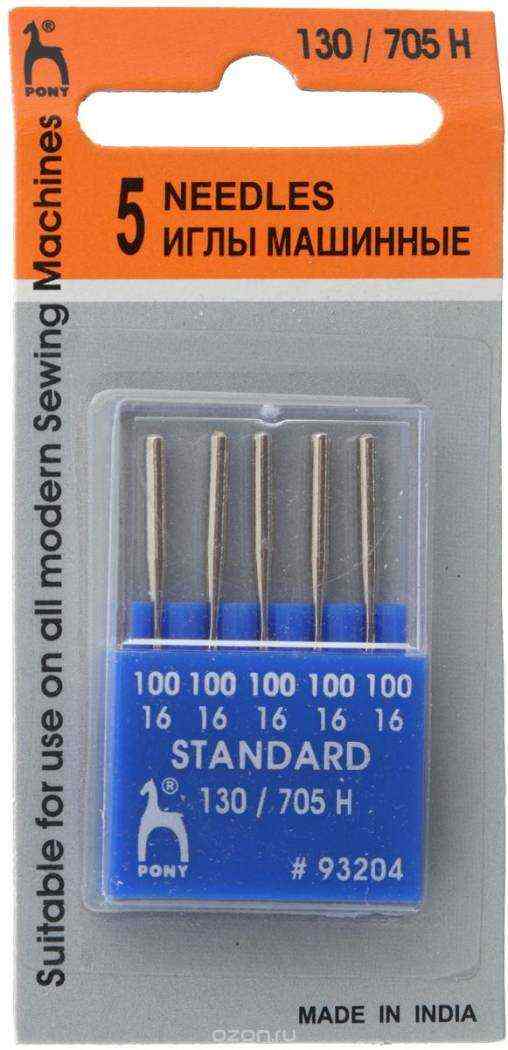 ®
PONY
130 / 705 H
5 NEEDLES
ИГЛЫ МАШИННЫЕ
Suitable for use on all modern Sewing Machines
100 100 100 100 100
16 16 16 16 16
STANDARD
®
130 / 705 H
PONY
# 93204
MADE IN INDIA
ozon.ru